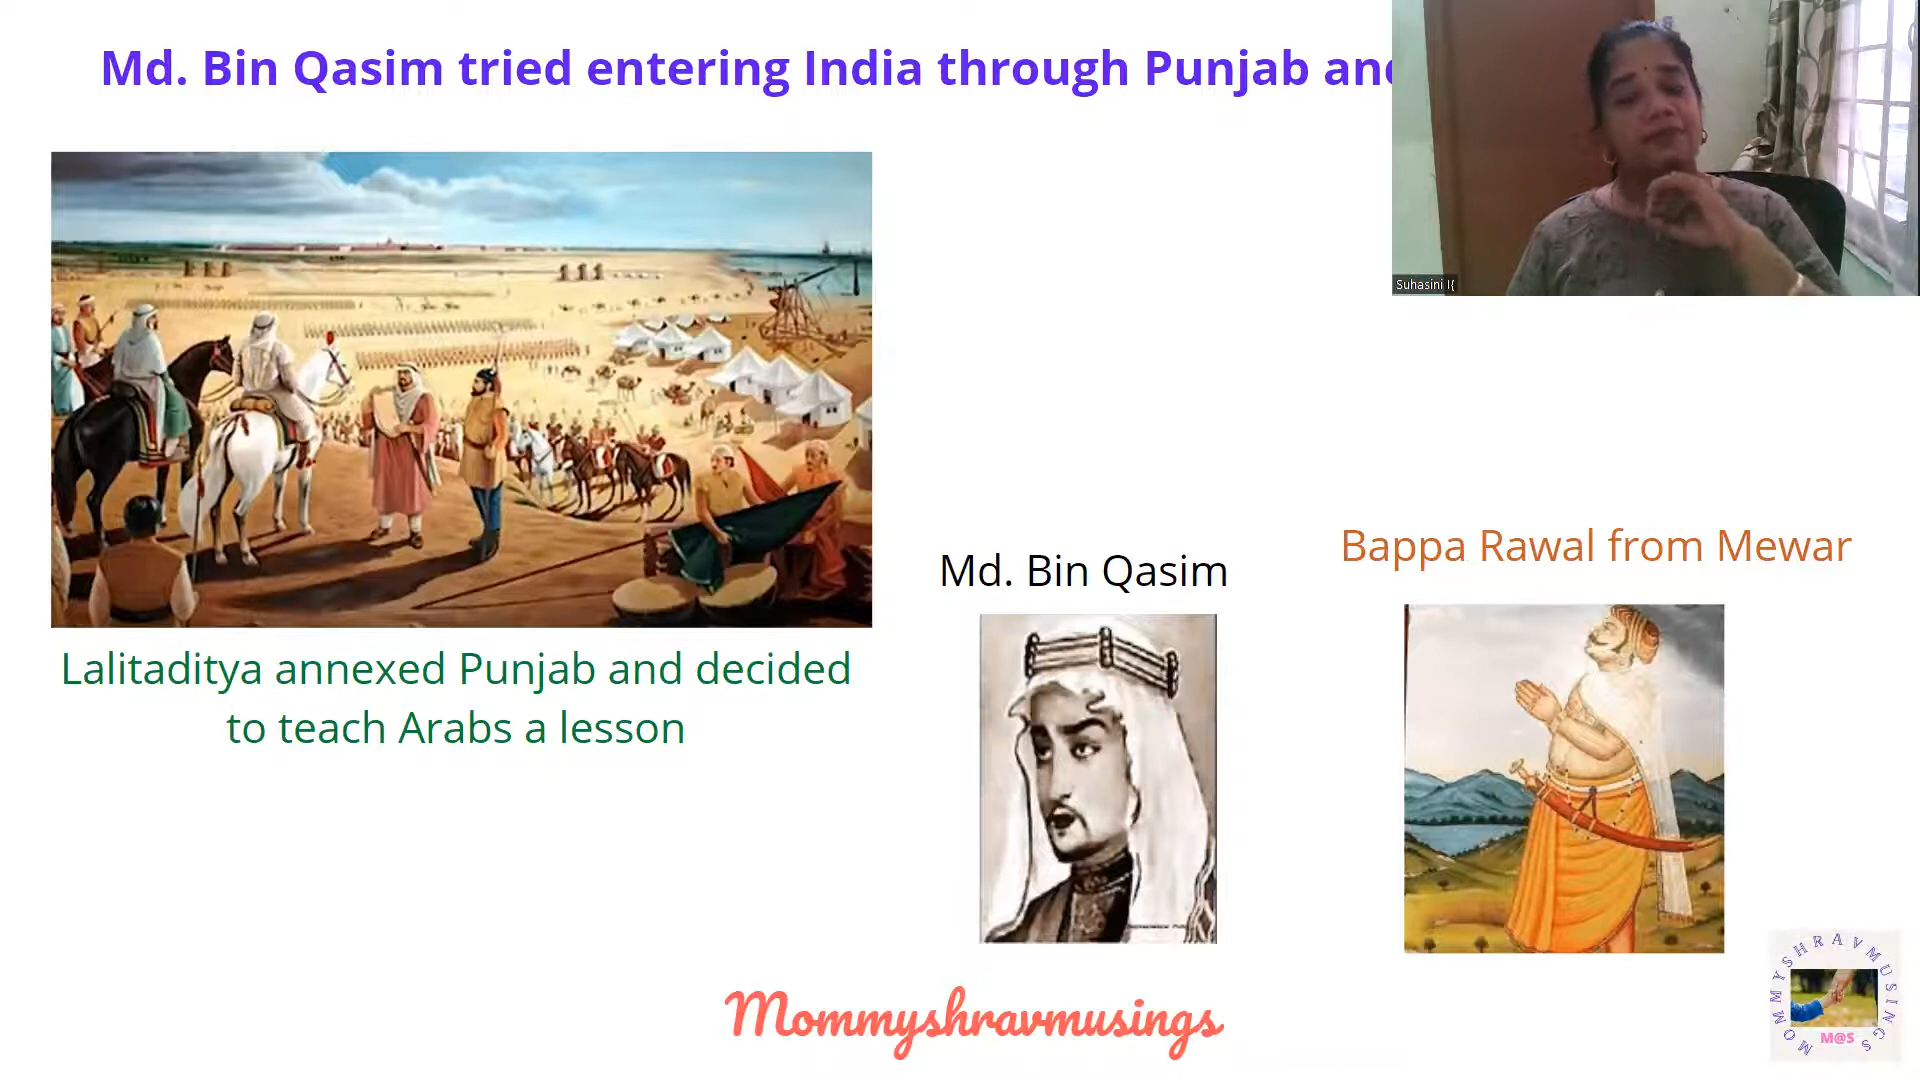 Md. Bin Qasim tried entering India through Punjab and
Suhasini
Md. Bin Qasim
Bappa Rawal from Mewar
Lalitaditya annexed Punjab and decided
to teach Arabs a lesson
Mommyshravmusings
MOMMYSHRAVMUSINGS
M@S